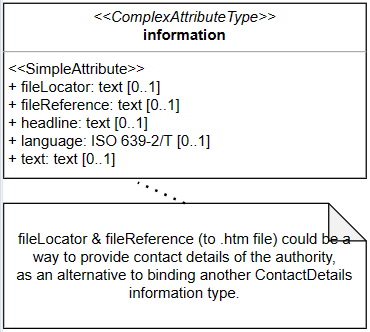 <<ComplexAttributeType>>
information
<<SimpleAttribute>>
+ fileLocator: text [0..1]
+ fileReference: text [0..1]
+ headline: text [0..1]
+ language: ISO 639-2/T [0..1]
+ text: text [0..1]
fileLocator & fileReference (to .htm file) could be a
way to provide contact details of the authority,
as an alternative to binding another ContactDetails
information type.